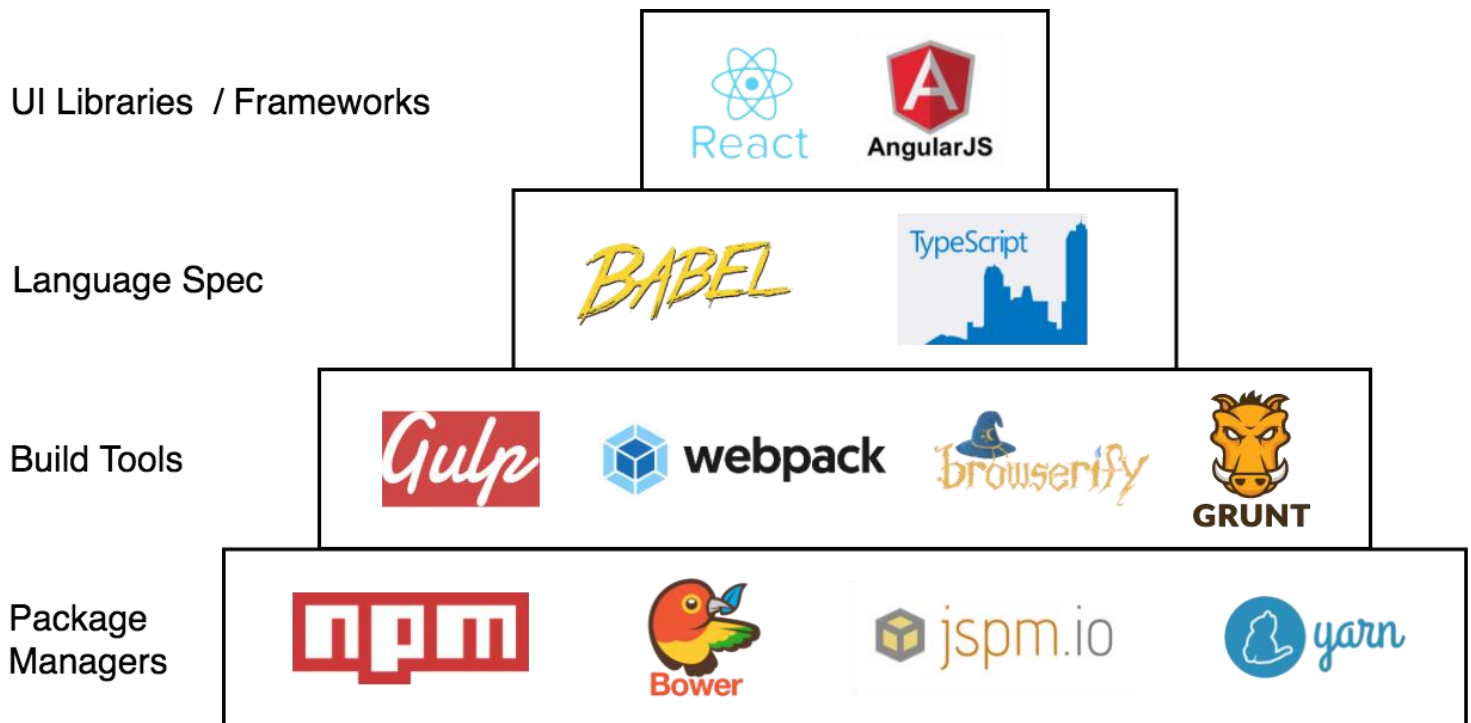 UI Libraries / Frameworks
React
AngularJS
Language Spec
BABEL
TypeScript
Build Tools
Gulp
webpack
browserify
GRUNT
Package
Managers
npm
Bower
jspm.io
yarn